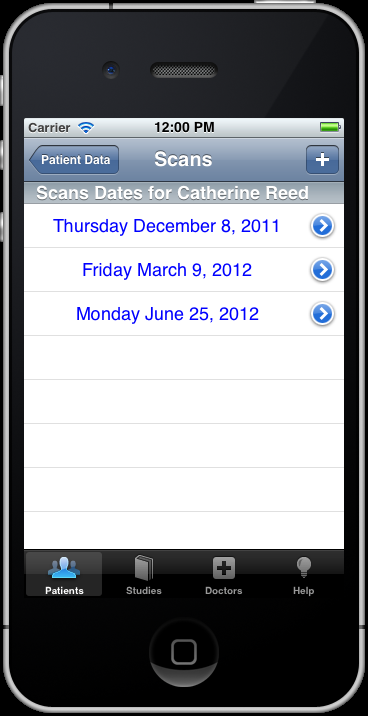 Carrier 12:00 PM
Patient Data Scans +
Scans Dates for Catherine Reed
Thursday December 8, 2011
Friday March 9, 2012
Monday June 25, 2012
Patients Studies Doctors Help